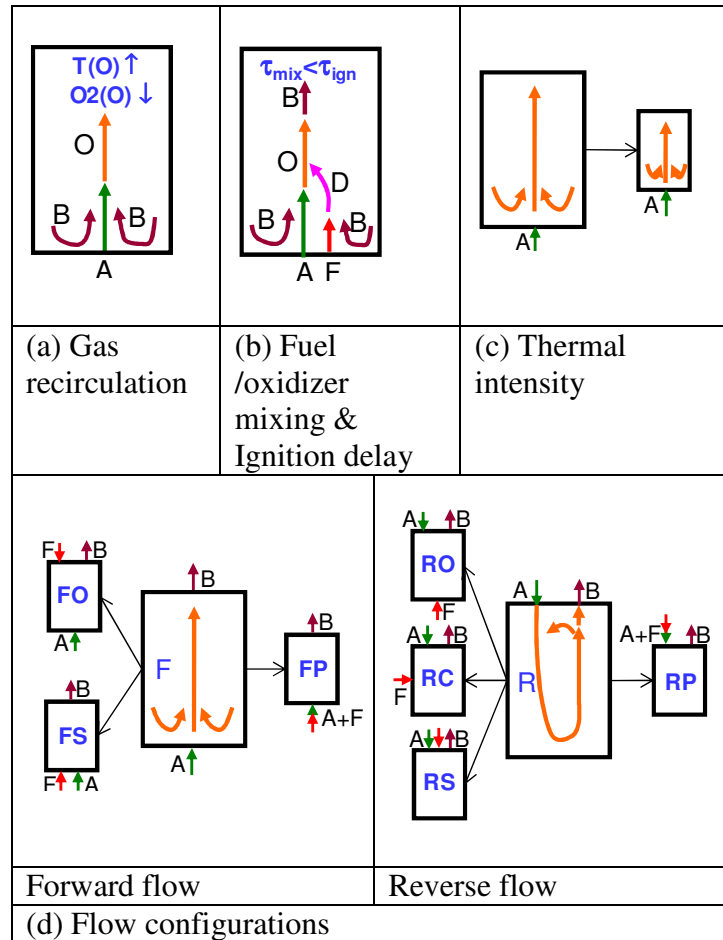 T(O) ↑
O2(O) ↓
O
B B
A
τmix<τign
B
O
D
B B
A F
A
A
(a) Gas
recirculation
(b) Fuel
/oxidizer
mixing &
Ignition delay
(c) Thermal
intensity
F B
FO
A
B
FS
F A
B
F
A
B
FP
A+F
A B
RO
F
A B
RC
F
A B
RS
A B
R
A+F B
RP
Forward flow
Reverse flow
(d) Flow configurations